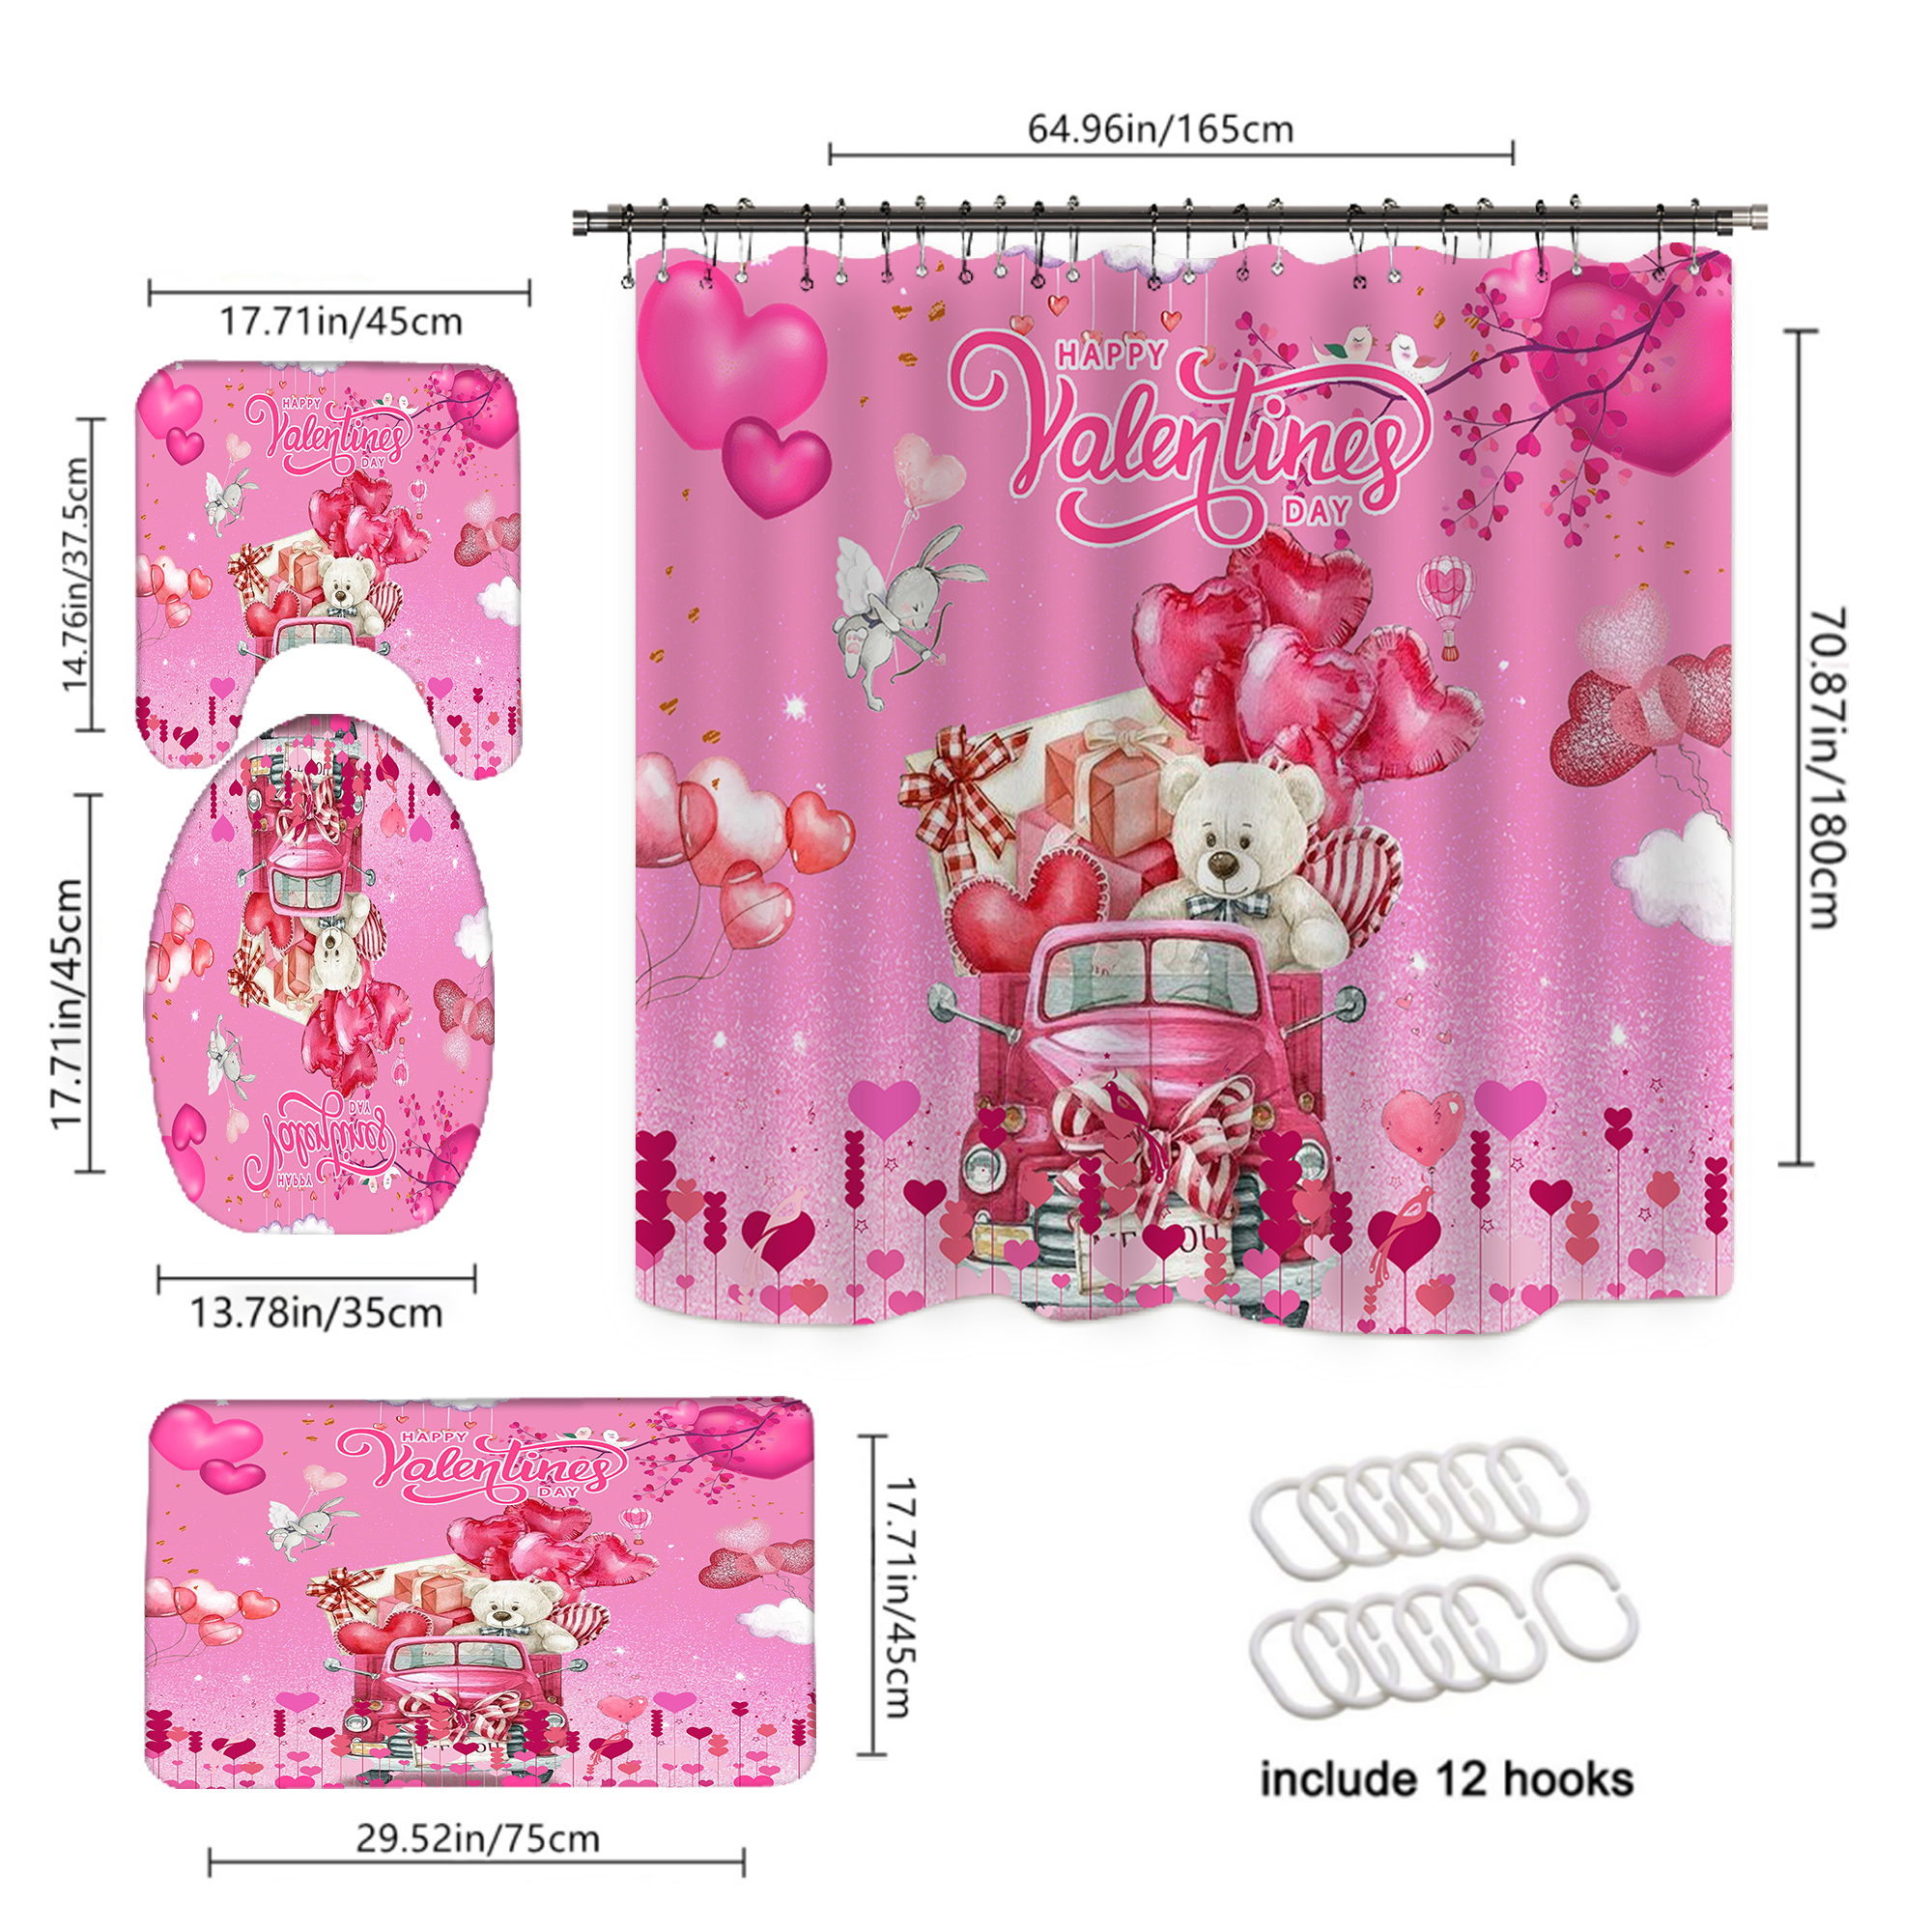 64.96in/165cm
17.71in/45cm
HAPPY
Valentines
DAY
14.76in/37.5cm
HAPPY
Valentines
DAY
70.87in/180cm
17.71in/45cm
DAY
Valentines
HAPPY
13.78in/35cm
HAPPY
Valentines
DAY
17.71in/45cm
include 12 hooks
29.52in/75cm